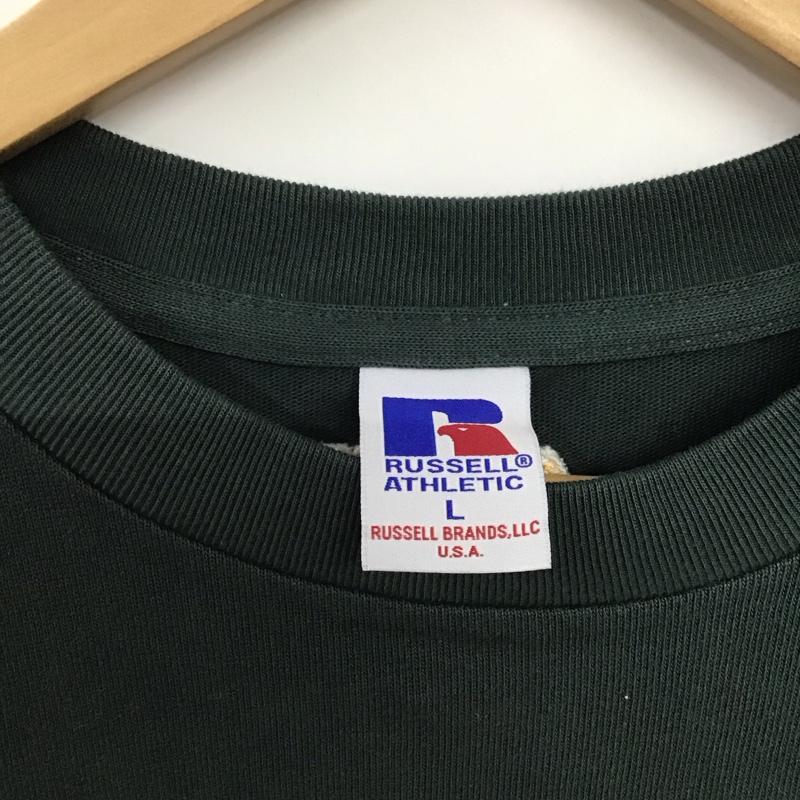 RUSSELL®
ATHLETIC
L
RUSSELL BRANDS,LLC
U.S.A.